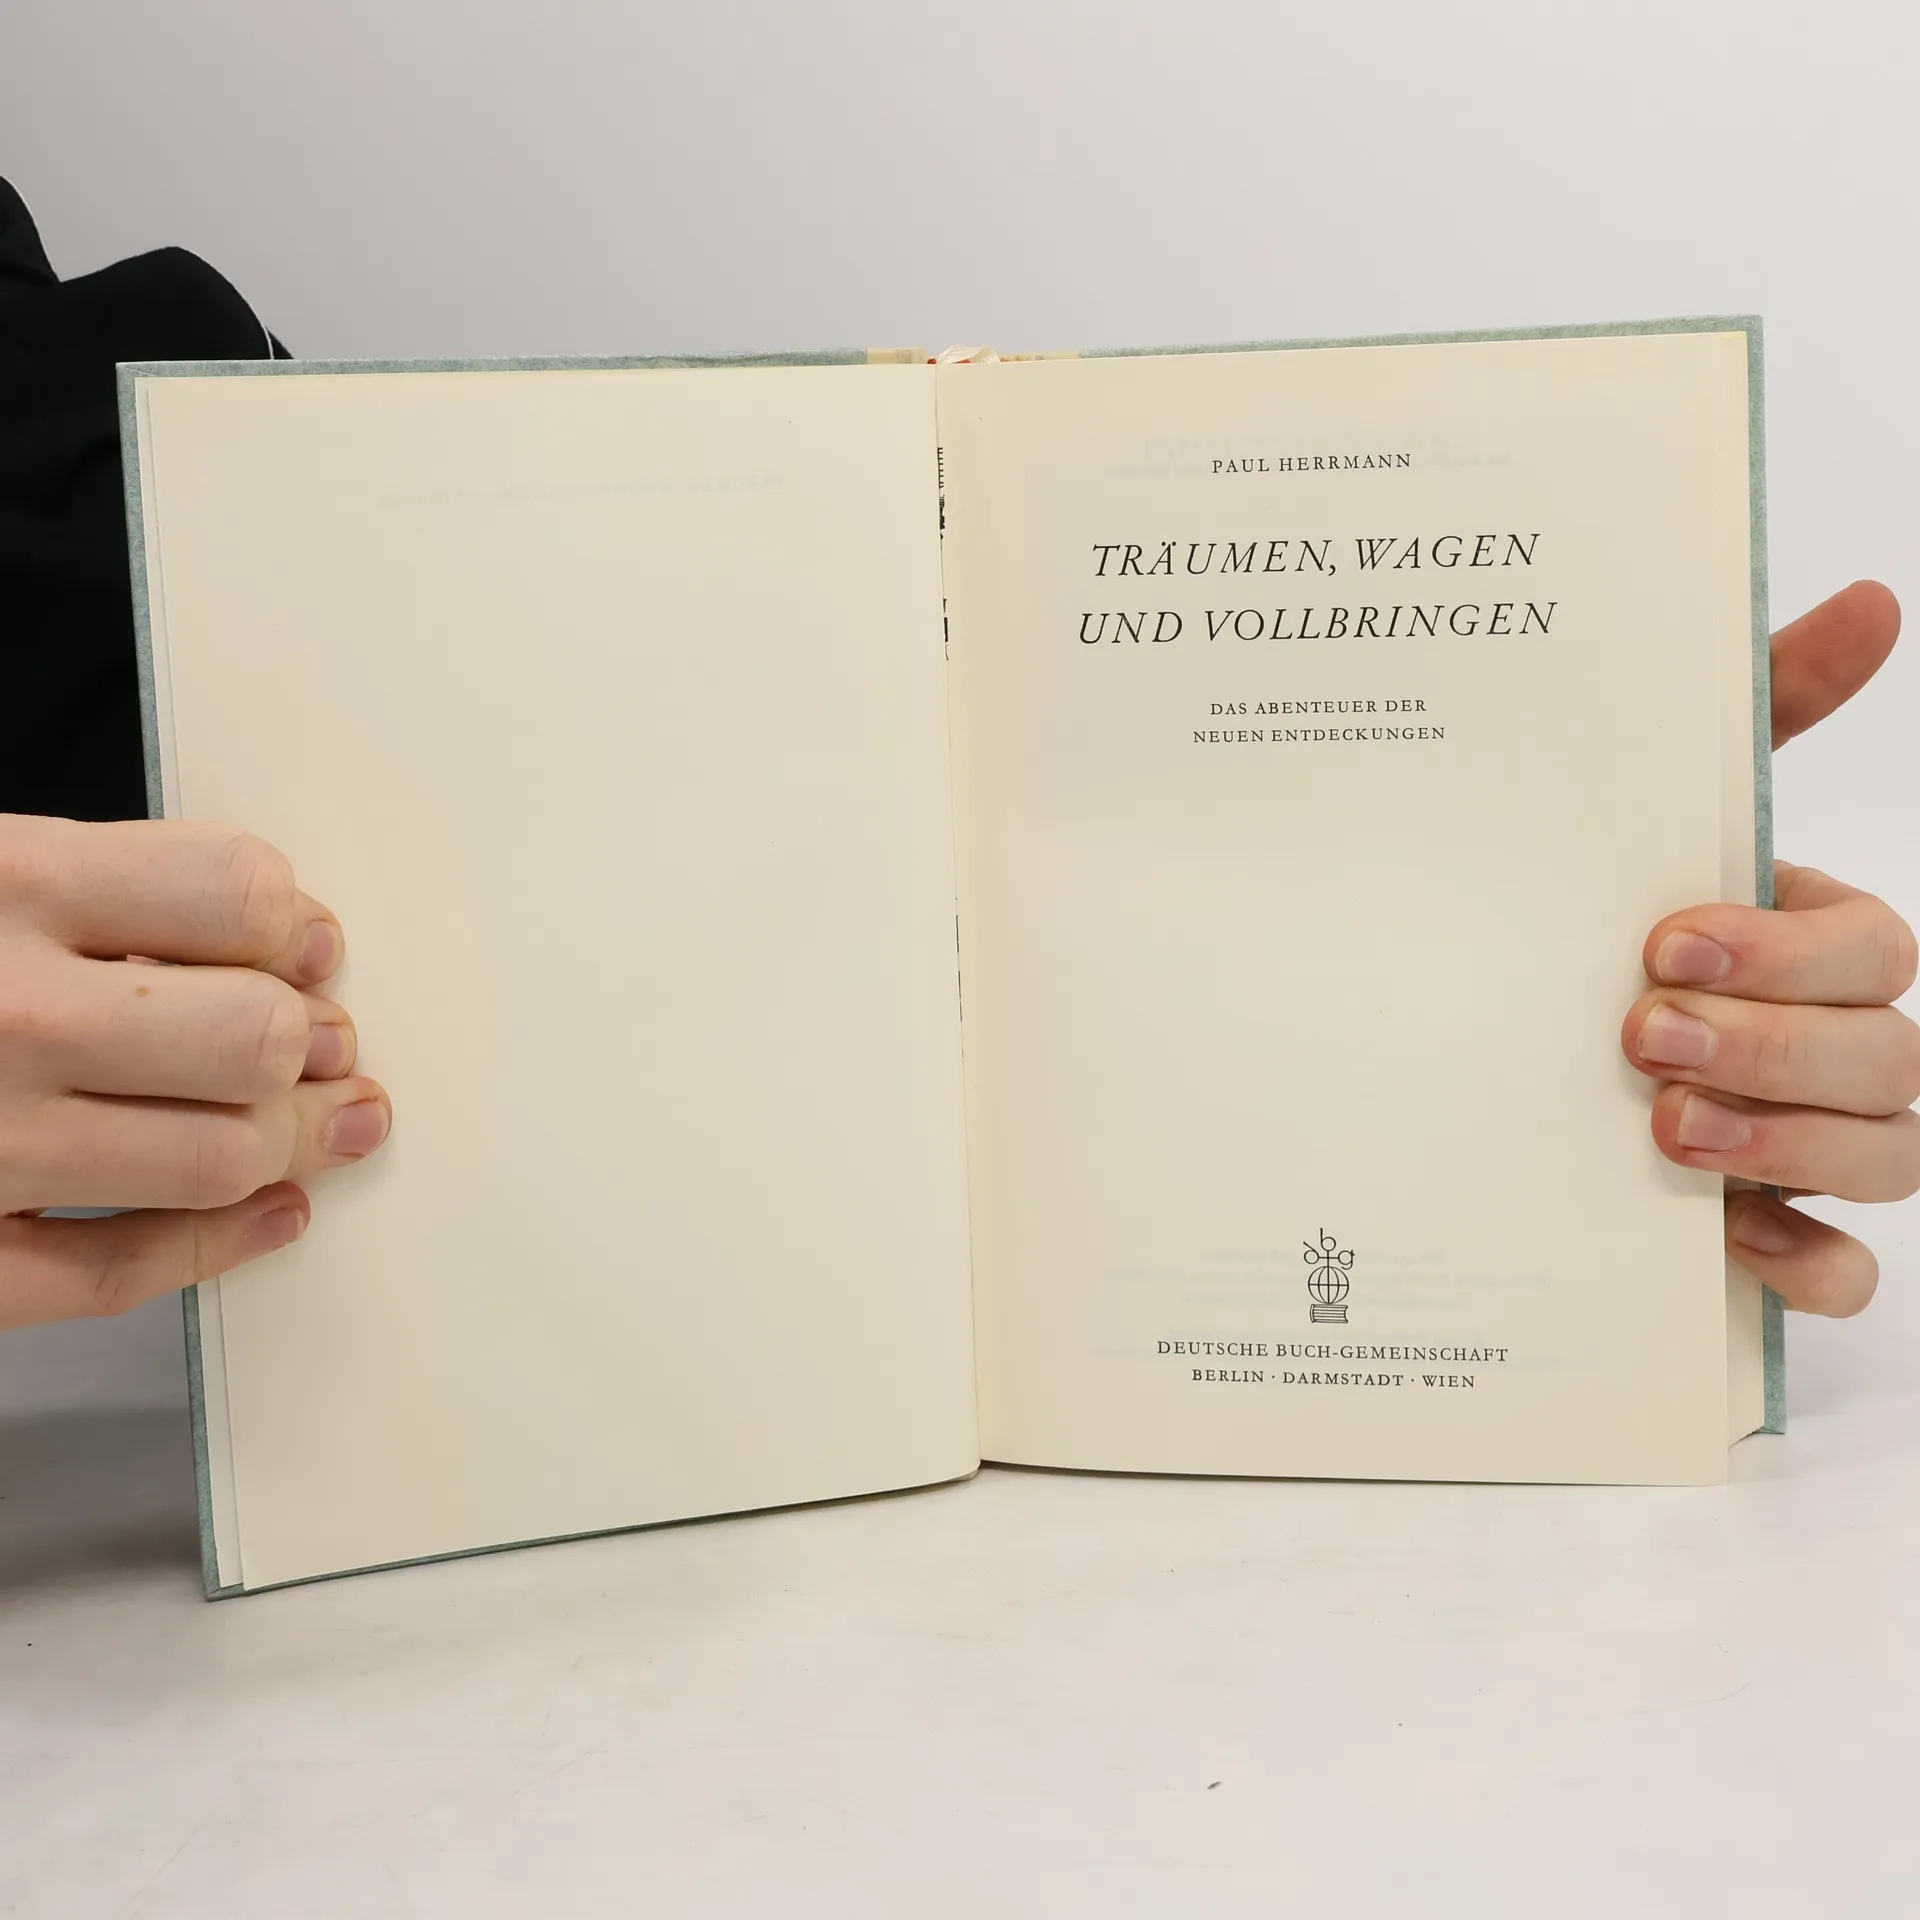 PAUL HERRMANN
TRÄUMEN, WAGEN
UND VOLLBRINGEN
DAS ABENTEUER DER
NEUEN ENTDECKUNGEN
dbg
DEUTSCHE BUCH-GEMEINSCHAFT
BERLIN · DARMSTADT · WIEN